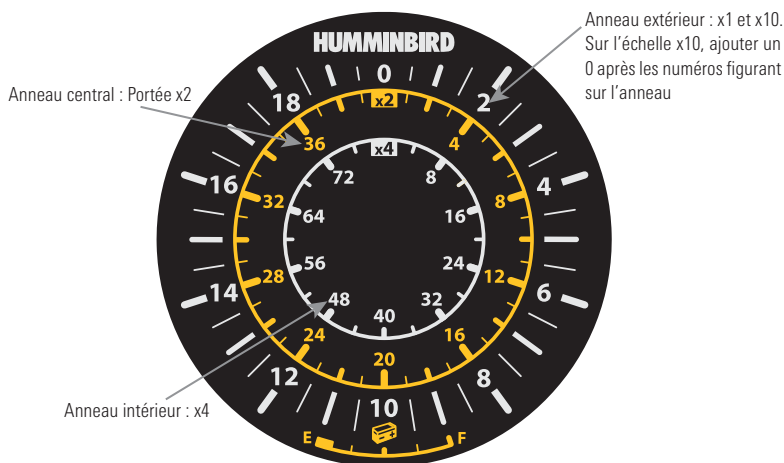 HUMMINBIRD
Anneau extérieur : x1 et x10.
Sur l'échelle x10, ajouter un
0 après les numéros figurant
sur l'anneau
Anneau central : Portée x2
0
2
4
6
8
10
12
14
16
18
x2
4
8
12
16
20
24
28
32
36
x4
8
16
24
32
40
48
56
64
72
Anneau intérieur : x4
E
F